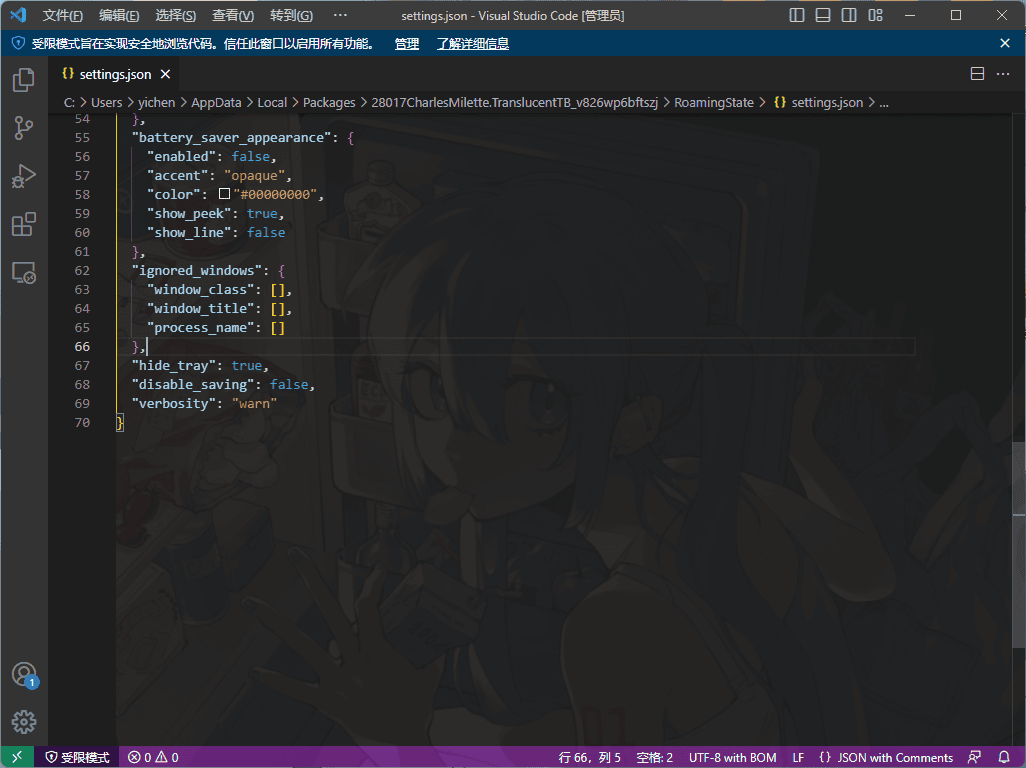 文件(F) 编辑(E) 选择(S) 查看(V) 转到(G) ··· settings.json - Visual Studio Code [管理员]
受限模式旨在实现安全地浏览代码。信任此窗口以启用所有功能。 管理 了解详细信息
{} settings.json
C: > Users > yichen > AppData > Local > Packages > 28017CharlesMilette.TranslucentTB_v826wp6bftszj > RoamingState > {} settings.json > ...
54 },
55 "battery_saver_appearance": {
56 "enabled": false,
57 "accent": "opaque",
58 "color": "#00000000",
59 "show_peek": true,
60 "show_line": false
61 },
62 "ignored_windows": {
63 "window_class": [],
64 "window_title": [],
65 "process_name": []
66 },
67 "hide_tray": true,
68 "disable_saving": false,
69 "verbosity": "warn"
70 }
1
受限模式 0 0 行 66，列 5 空格: 2 UTF-8 with BOM LF {} JSON with Comments